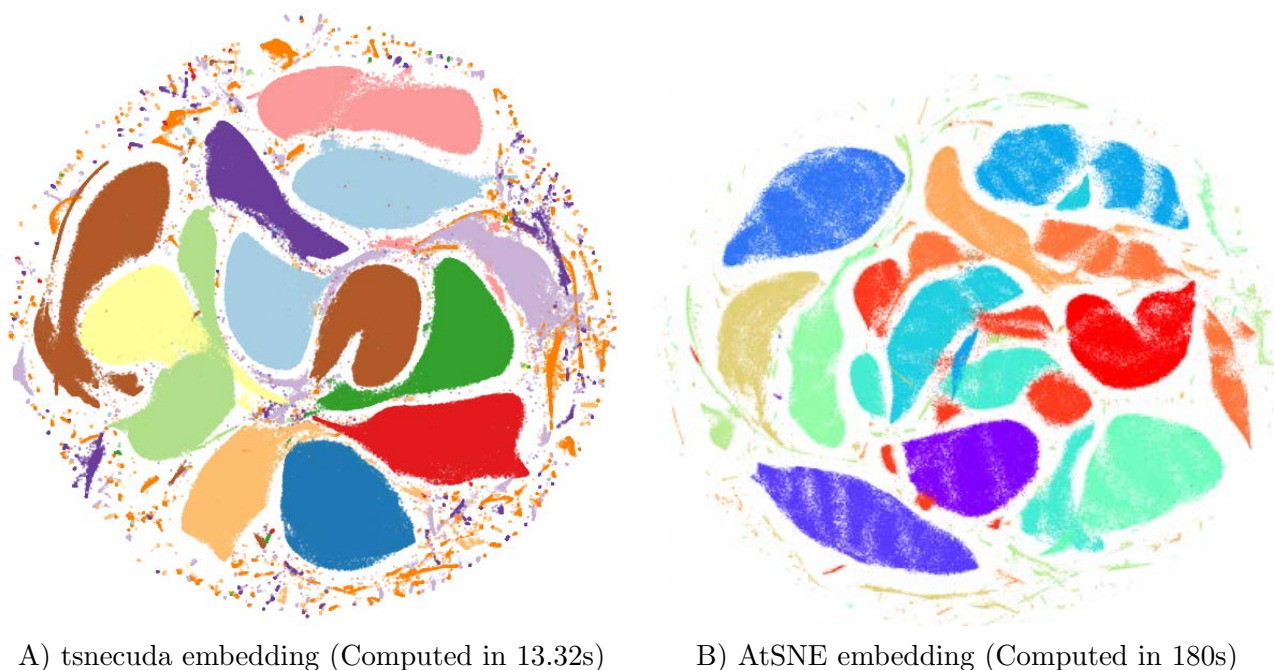 A) tsnecuda embedding (Computed in 13.32s)
B) AtSNE embedding (Computed in 180s)